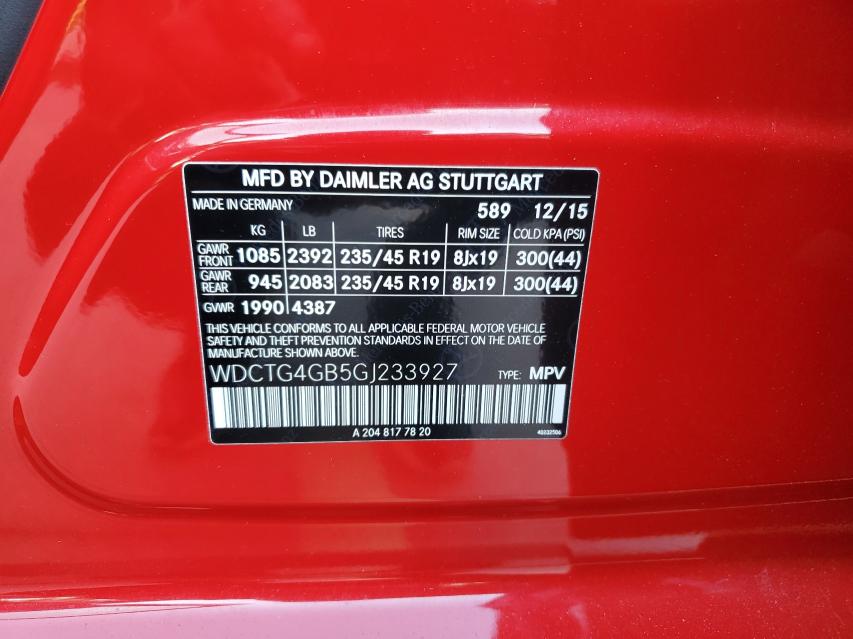 MFD BY DAIMLER AG STUTTGART
MADE IN GERMANY 589 12/15
KG LB TIRES RIM SIZE COLD KPA (PSI)
GAWR FRONT 1085 2392 235/45 R19 8Jx19 300(44)
GAWR REAR 945 2083 235/45 R19 8Jx19 300(44)
GVWR 1990 4387
THIS VEHICLE CONFORMS TO ALL APPLICABLE FEDERAL MOTOR VEHICLE
SAFETY AND THEFT PREVENTION STANDARDS IN EFFECT ON THE DATE OF
MANUFACTURE SHOWN ABOVE.
WDCTG4GB5GJ233927 TYPE: MPV
A 204 817 78 20